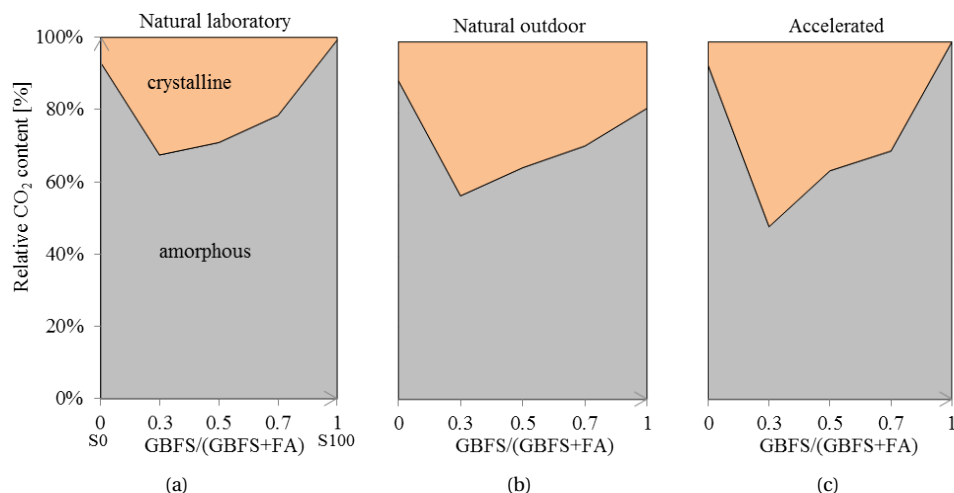 Natural laboratory
Natural outdoor
Accelerated
100%
80%
60%
40%
20%
0%
Relative CO₂ content [%]
crystalline
amorphous
0 0.3 0.5 0.7 1
S0 GBFS/(GBFS+FA) S100
0 0.3 0.5 0.7 1
GBFS/(GBFS+FA)
0 0.3 0.5 0.7 1
GBFS/(GBFS+FA)
(a)
(b)
(c)